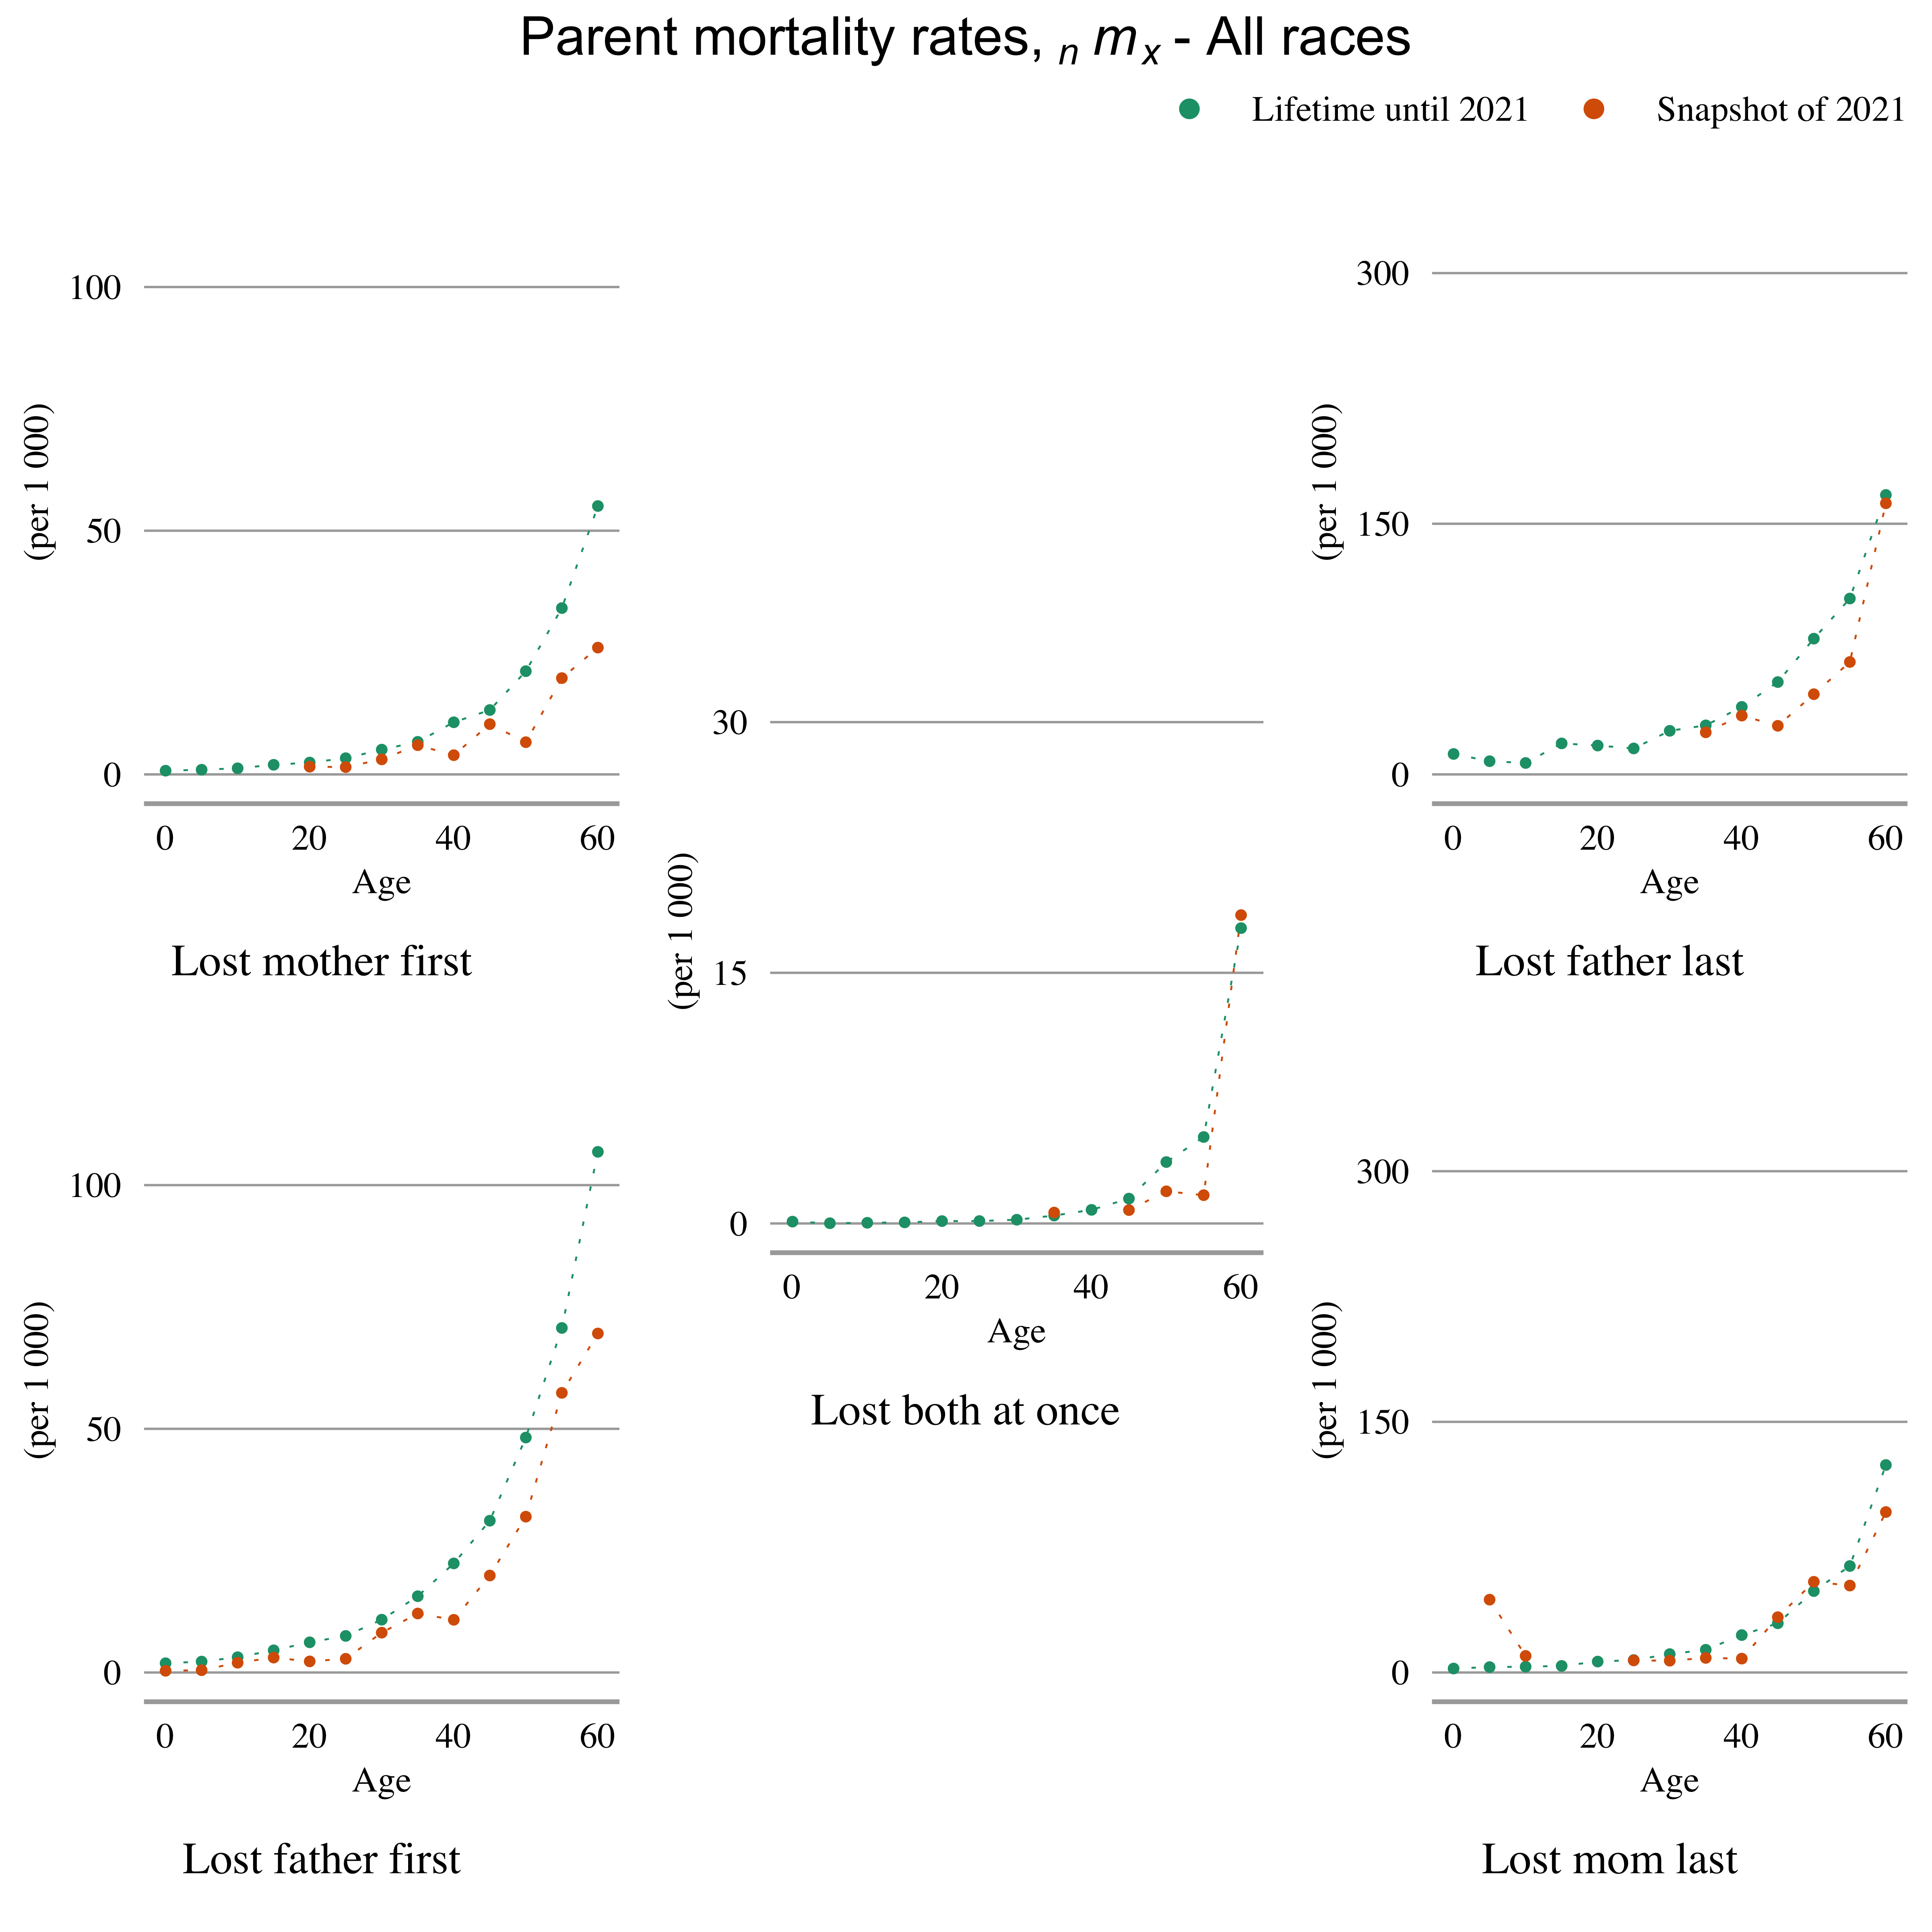 Parent mortality rates, n mx - All races
Lifetime until 2021
Snapshot of 2021
100
50
0
(per 1 000)
0 20 40 60
Age
Lost mother first
300
150
0
(per 1 000)
0 20 40 60
Age
Lost father last
30
15
0
(per 1 000)
0 20 40 60
Age
Lost both at once
100
50
0
(per 1 000)
0 20 40 60
Age
Lost father first
300
150
0
(per 1 000)
0 20 40 60
Age
Lost mom last